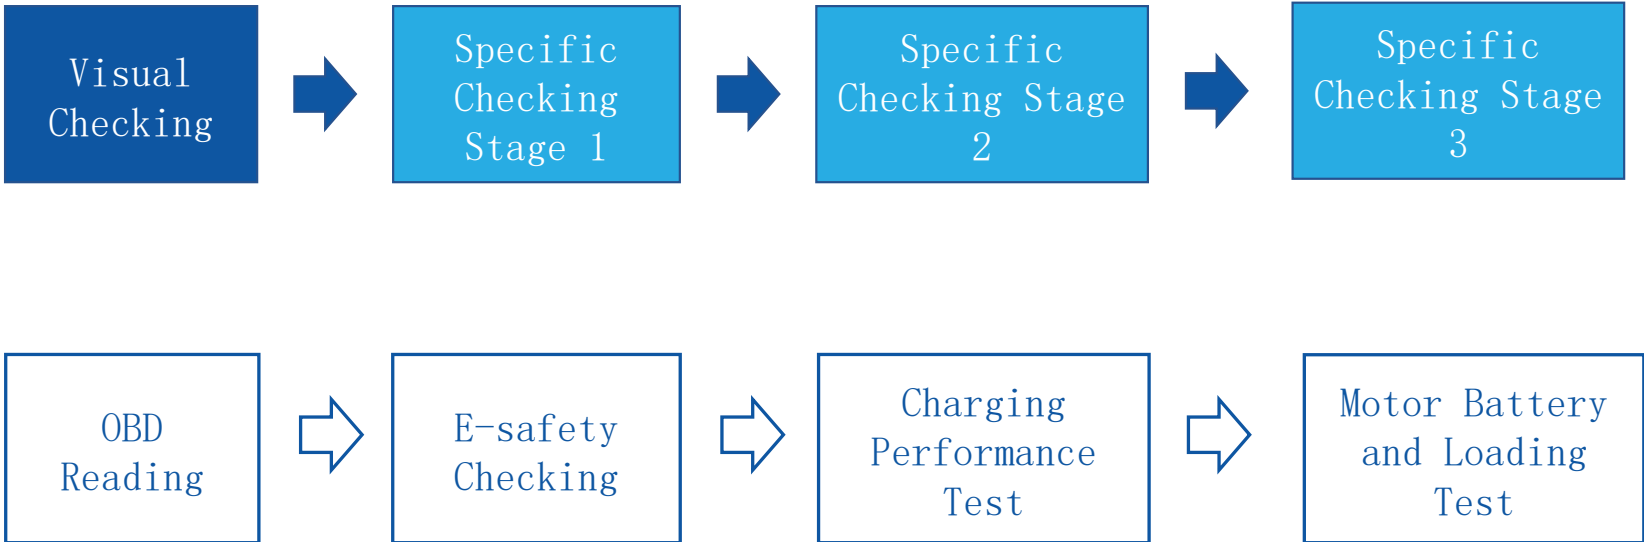 Visual
Checking
Specific
Checking
Stage 1
Specific
Checking Stage
2
Specific
Checking Stage
3
OBD
Reading
E-safety
Checking
Charging
Performance
Test
Motor Battery
and Loading
Test